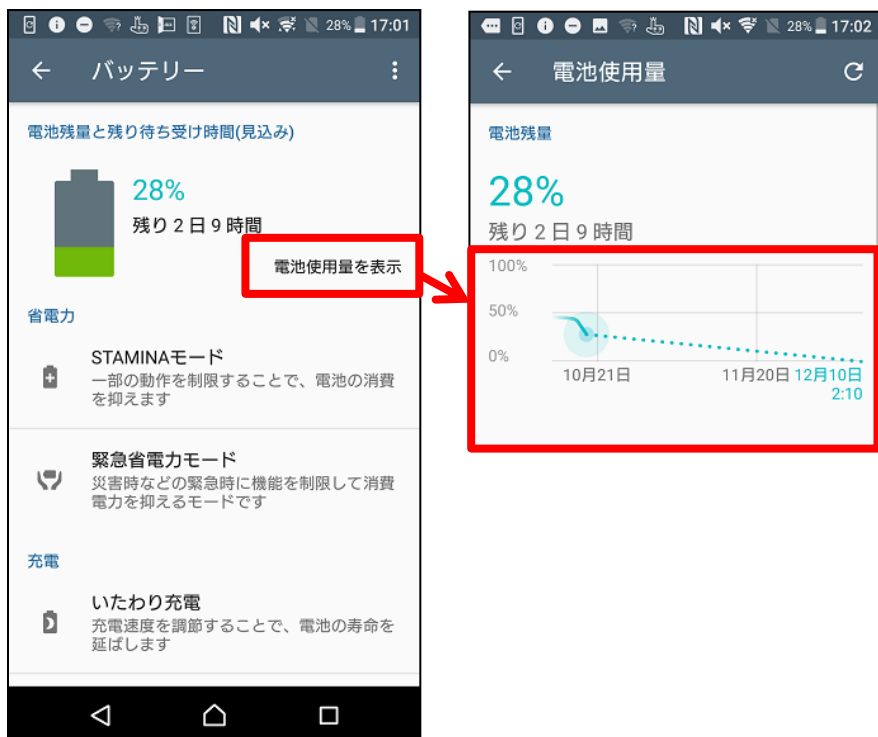 28% 17:01
バッテリー
電池残量と残り待ち受け時間(見込み)
28%
残り 2 日 9 時間
電池使用量を表示
省電力
STAMINAモード
一部の動作を制限することで、電池の消費
を抑えます
緊急省電力モード
災害時などの緊急時に機能を制限して消費
電力を抑えるモードです
充電
いたわり充電
充電速度を調節することで、電池の寿命を
延ばします
28% 17:02
電池使用量
電池残量
28%
残り 2 日 9 時間
100%
50%
0%
10月21日 11月20日 12月10日
2:10